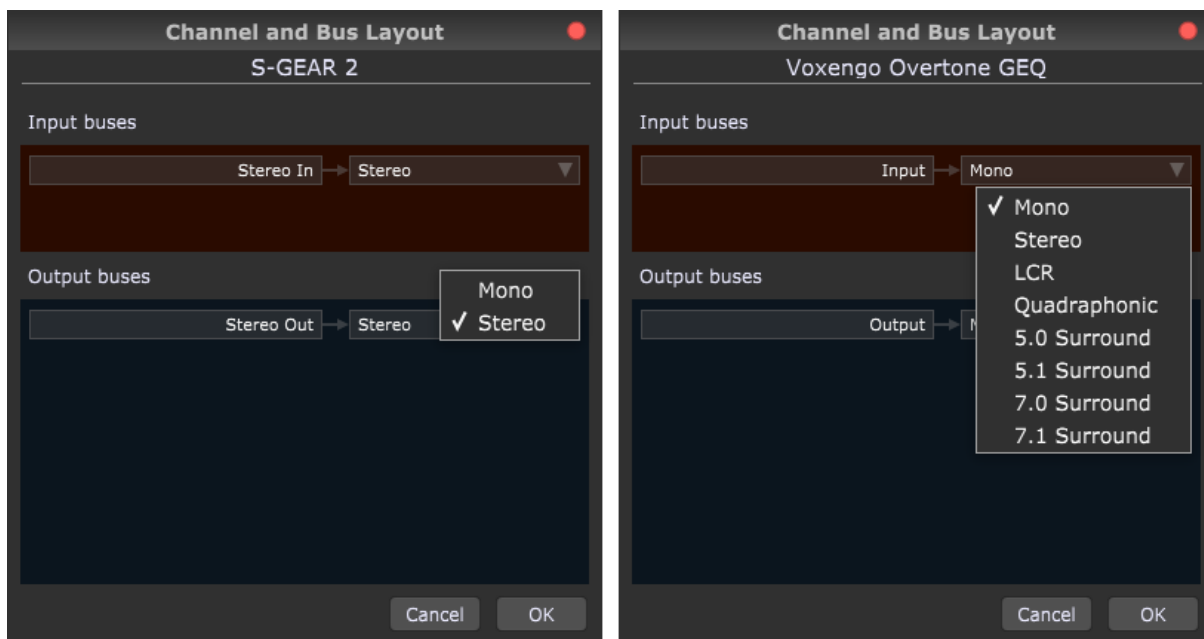 Channel and Bus Layout
S-GEAR 2
Input buses
Stereo In
Stereo
Output buses
Mono
✓ Stereo
Stereo Out
Stereo
Cancel
OK
Channel and Bus Layout
Voxengo Overtone GEQ
Input buses
Input
Mono
✓ Mono
Stereo
LCR
Quadraphonic
5.0 Surround
5.1 Surround
7.0 Surround
7.1 Surround
Output buses
Output
Cancel
OK